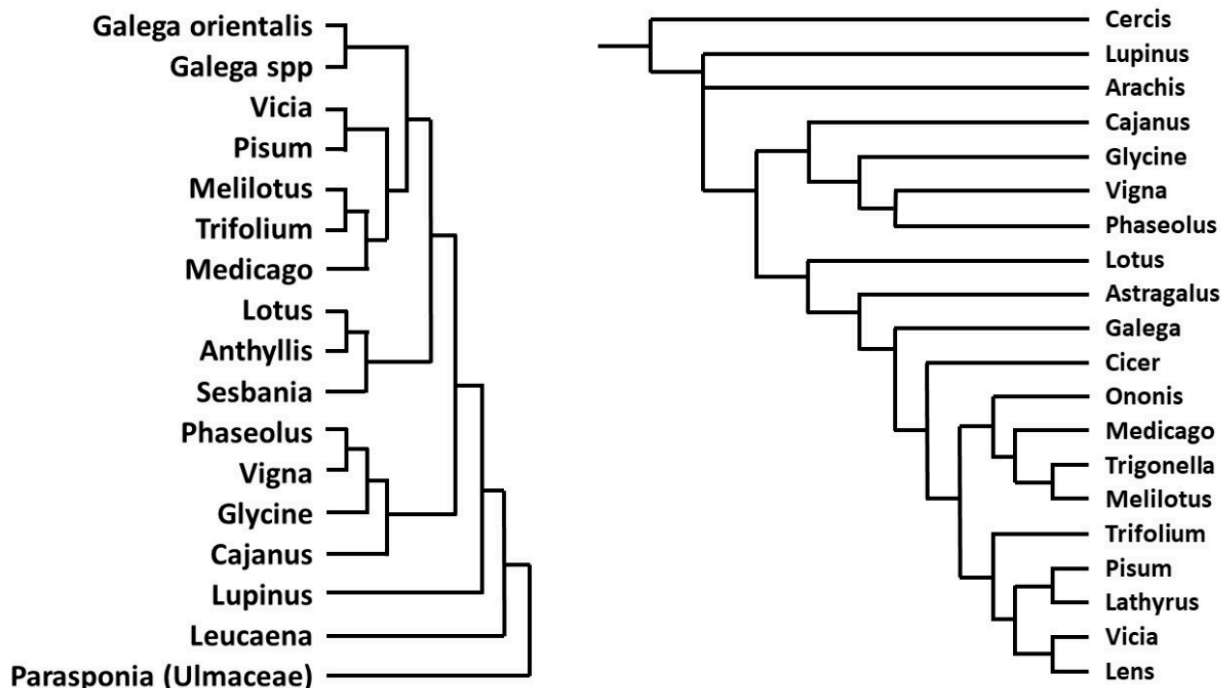 Galega orientalis
Galega spp
Vicia
Pisum
Melilotus
Trifolium
Medicago
Lotus
Anthyllis
Sesbania
Phaseolus
Vigna
Glycine
Cajanus
Lupinus
Leucaena
Parasponia (Ulmaceae)
Cercis
Lupinus
Arachis
Cajanus
Glycine
Vigna
Phaseolus
Lotus
Astragalus
Galega
Cicer
Ononis
Medicago
Trigonella
Melilotus
Trifolium
Pisum
Lathyrus
Vicia
Lens